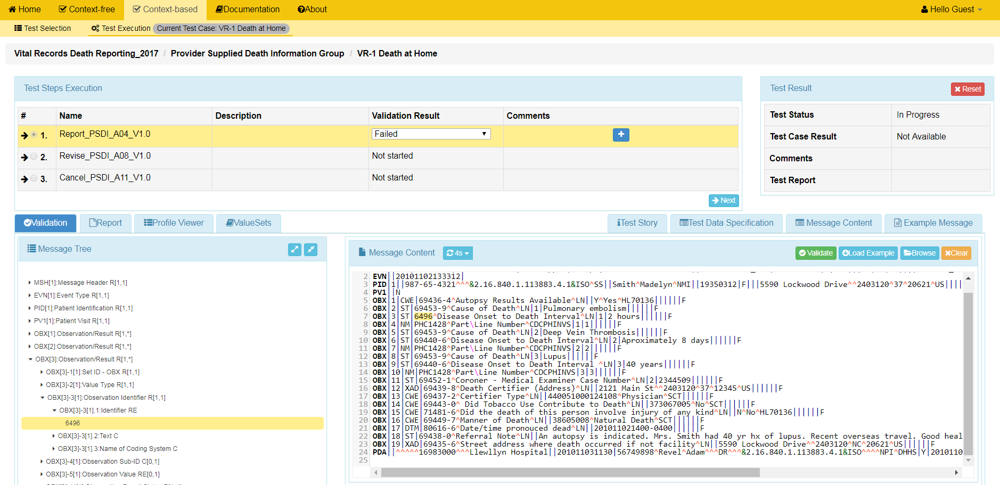 Home Context-free Context-based Documentation About Hello Guest
Test Selection Test Execution Current Test Case: VR-1 Death at Home
Vital Records Death Reporting_2017 / Provider Supplied Death Information Group / VR-1 Death at Home
Test Steps Execution
# Name Description Validation Result Comments
1. Report_PSDI_A04_V1.0 Failed
2. Revise_PSDI_A08_V1.0 Not started
3. Cancel_PSDI_A11_V1.0 Not started
Next
Test Result Reset
Test Status In Progress
Test Case Result Not Available
Comments
Test Report
Validation Report Profile Viewer ValueSets Test Story Test Data Specification Message Content Example Message
Message Tree
MSH[1]:Message Header R[1,1]
EVN[1]:Event Type R[1,1]
PID[1]:Patient Identification R[1,1]
PV1[1]:Patient Visit R[1,1]
OBX[1]:Observation/Result R[1,*]
OBX[2]:Observation/Result R[1,*]
OBX[3]:Observation/Result R[1,*]
OBX[3]-1[1]:Set ID - OBX R[1,1]
OBX[3]-2[1]:Value Type R[1,1]
OBX[3]-3[1]:Observation Identifier R[1,1]
OBX[3]-3[1].1:Identifier RE
6496
OBX[3]-3[1].2:Text C
OBX[3]-3[1].3:Name of Coding System C
OBX[3]-4[1]:Observation Sub-ID C[0,1]
OBX[3]-5[1]:Observation Value RE[0,1]
Message Content 4s Validate Load Example Browse Clear
2 EVN||20101102133312|
3 PID|1||987-65-4321^^^&2.16.840.1.113883.4.1&ISO^SS||Smith^Madelyn^NMI||19350312|F|||5590 Lockwood Drive^^2403120^37^20621^US||||
4 PV1||N
5 OBX|1|CWE|69436-4^Autopsy Results Available^LN||Y^Yes^HL70136||||||F
6 OBX|2|ST|69453-9^Cause of Death^LN|1|Pulmonary embolism||||||F
7 OBX|3|ST|6496^Disease Onset to Death Interval^LN|1|2 hours||||||F
8 OBX|4|NM|PHC1428^Part\Line Number^CDCPHINVS|1|1||||||F
9 OBX|5|ST|69453-9^Cause of Death^LN|2|Deep Vein Thrombosis||||||F
10 OBX|6|ST|69440-6^Disease Onset to Death Interval^LN|2|Aproximately 8 days||||||F
11 OBX|7|NM|PHC1428^Part\Line Number^CDCPHINVS|2|2||||||F
12 OBX|8|ST|69453-9^Cause of Death^LN|3|Lupus||||||F
13 OBX|9|ST|69440-6^Disease Onset to Death Interval ^LN|3|40 years||||||F
14 OBX|10|NM|PHC1428^Part\Line Number^CDCPHINVS|3|3||||||F
15 OBX|11|ST|69452-1^Coroner - Medical Examiner Case Number^LN|2|2344509||||||F
16 OBX|12|XAD|69439-8^Death Certifier (Address)^LN||2121 Main St^^2403120^37^12345^US||||||F
17 OBX|13|CWE|69437-2^Certifier Type^LN||440051000124108^Physician^SCT||||||F
18 OBX|14|CWE|69443-0^ Did Tobacco Use Contribute to Death^LN||373067005^No^SCT||||||F
19 OBX|15|CWE|71481-6^Did the death of this person involve injury of any kind^LN||N^No^HL70136||||||F
20 OBX|16|CWE|69449-7^Manner of Death^LN||38605008^Natural Death^SCT||||||F
21 OBX|17|DTM|80616-6^Date/time pronouced dead^LN||201011021400-0400||||||F
22 OBX|18|ST|69438-0^Referral Note^LN||An autopsy is indicated. Mrs. Smith had 40 yr hx of lupus. Recent overseas travel. Good heal
23 OBX|19|XAD|69435-6^Street address where death occurred if not facility^LN||5590 Lockwood Drive^^2403120^NC^20621^US||||||F
24 PDA||^^^^^16983000^^^Llewllyn Hospital||201011031130|56749898^Revel^Adam^^^DR^^^&2.16.840.1.113883.4.1&ISO^^^^NPI^DHHS|Y|2010110
25